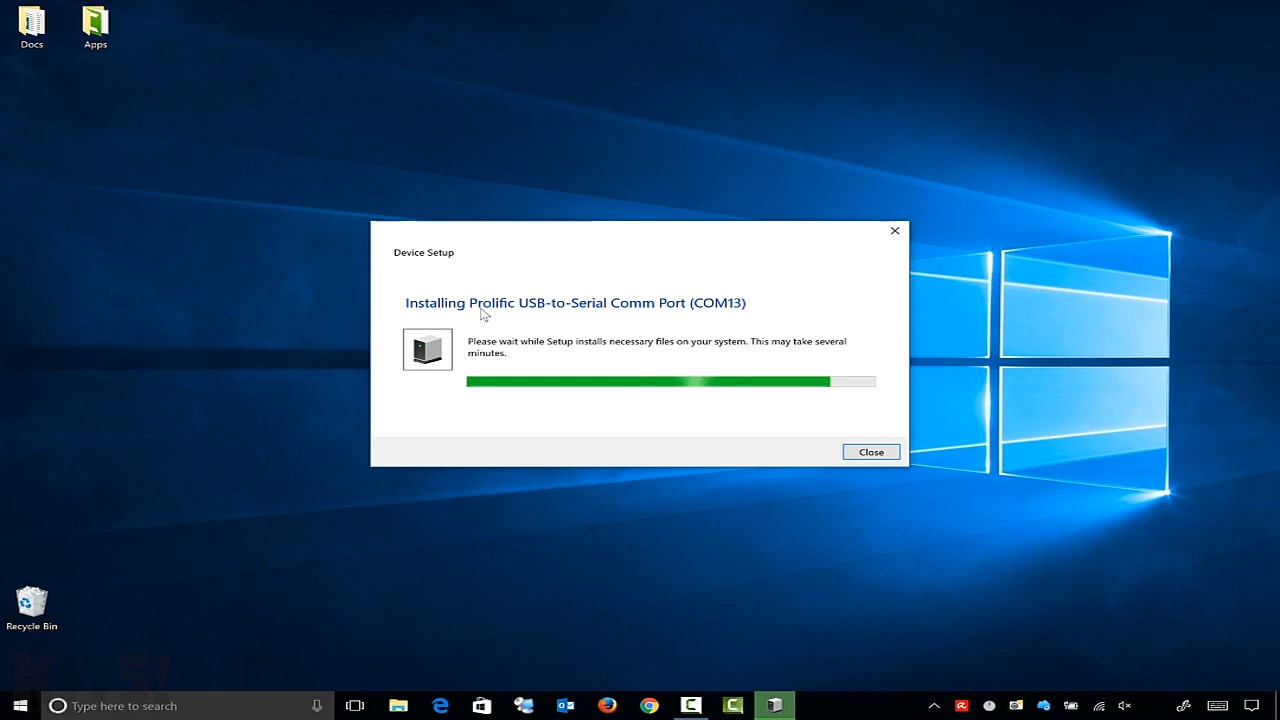 Docs
Apps
Device Setup
Installing Prolific USB-to-Serial Comm Port (COM13)
Please wait while Setup installs necessary files on your system. This may take several
minutes.
Close
Recycle Bin
Type here to search